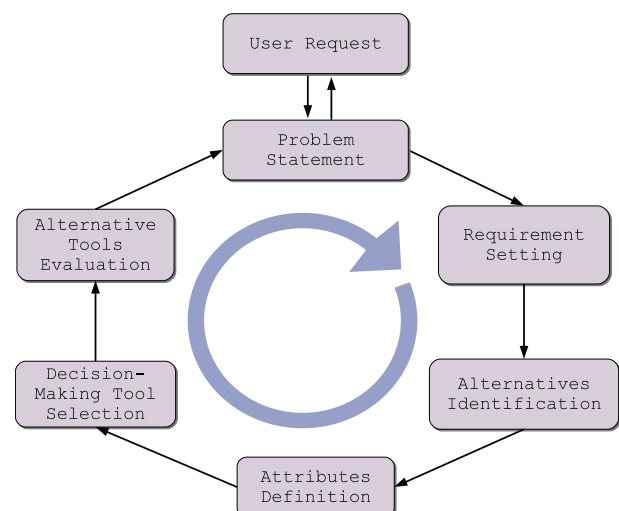 User Request
Problem
Statement
Requirement
Setting
Alternatives
Identification
Attributes
Definition
Decision-
Making Tool
Selection
Alternative
Tools
Evaluation